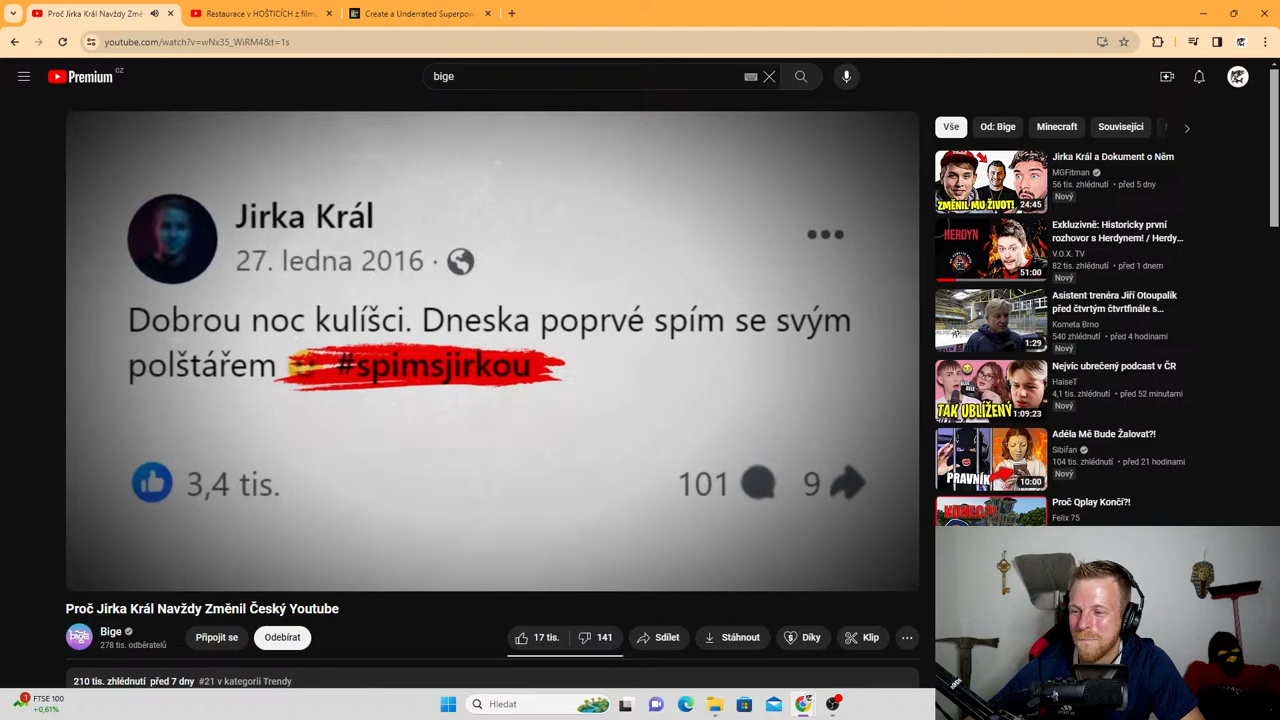 Proč Jirka Král Navždy Změn
Restaurace v HOŠTICÍCH z film
Create a Underrated Superpow
youtube.com/watch?v=wNx35_WiRM4&t=1s
Premium CZ
bige
Jirka Král
27. ledna 2016 ·
Dobrou noc kulíšci. Dneska poprvé spím se svým
polštářem #spimsjirkou
3,4 tis.
101
9
Proč Jirka Král Navždy Změnil Český Youtube
Bige
278 tis. odběratelů
Připojit se
Odebírat
17 tis.
141
Sdílet
Stáhnout
Díky
Klip
210 tis. zhlédnutí před 7 dny #21 v kategorii Trendy
Vše
Od: Bige
Minecraft
Související
ZMĚNIL MU ŽIVOT!
24:45
Jirka Král a Dokument o Něm
MGFitman
56 tis. zhlédnutí • před 5 dny
Nový
HERDYN
51:00
Exkluzivně: Historicky první
rozhovor s Herdynem! / Herdy...
V.O.X. TV
82 tis. zhlédnutí • před 1 dnem
Nový
1:29
Asistent trenéra Jiří Otoupalík
před čtvrtým čtvrtfinále s...
Kometa Brno
540 zhlédnutí • před 25 minutami
Nový
TAK UBLÍŽENÝ
1:09:23
Nejvíc ubrečený podcast v ČR
HaiseT
4,1 tis. zhlédnutí • před 52 minutami
Nový
PRÁVNÍK
10:00
Adéla Mě Bude Žalovat?!
Sibiřan
104 tis. zhlédnutí • před 21 hodinami
Nový
KONEC?!
Proč Qplay Končí?!
Felix 75
1
FTSE 100
+0,61%
Hledat